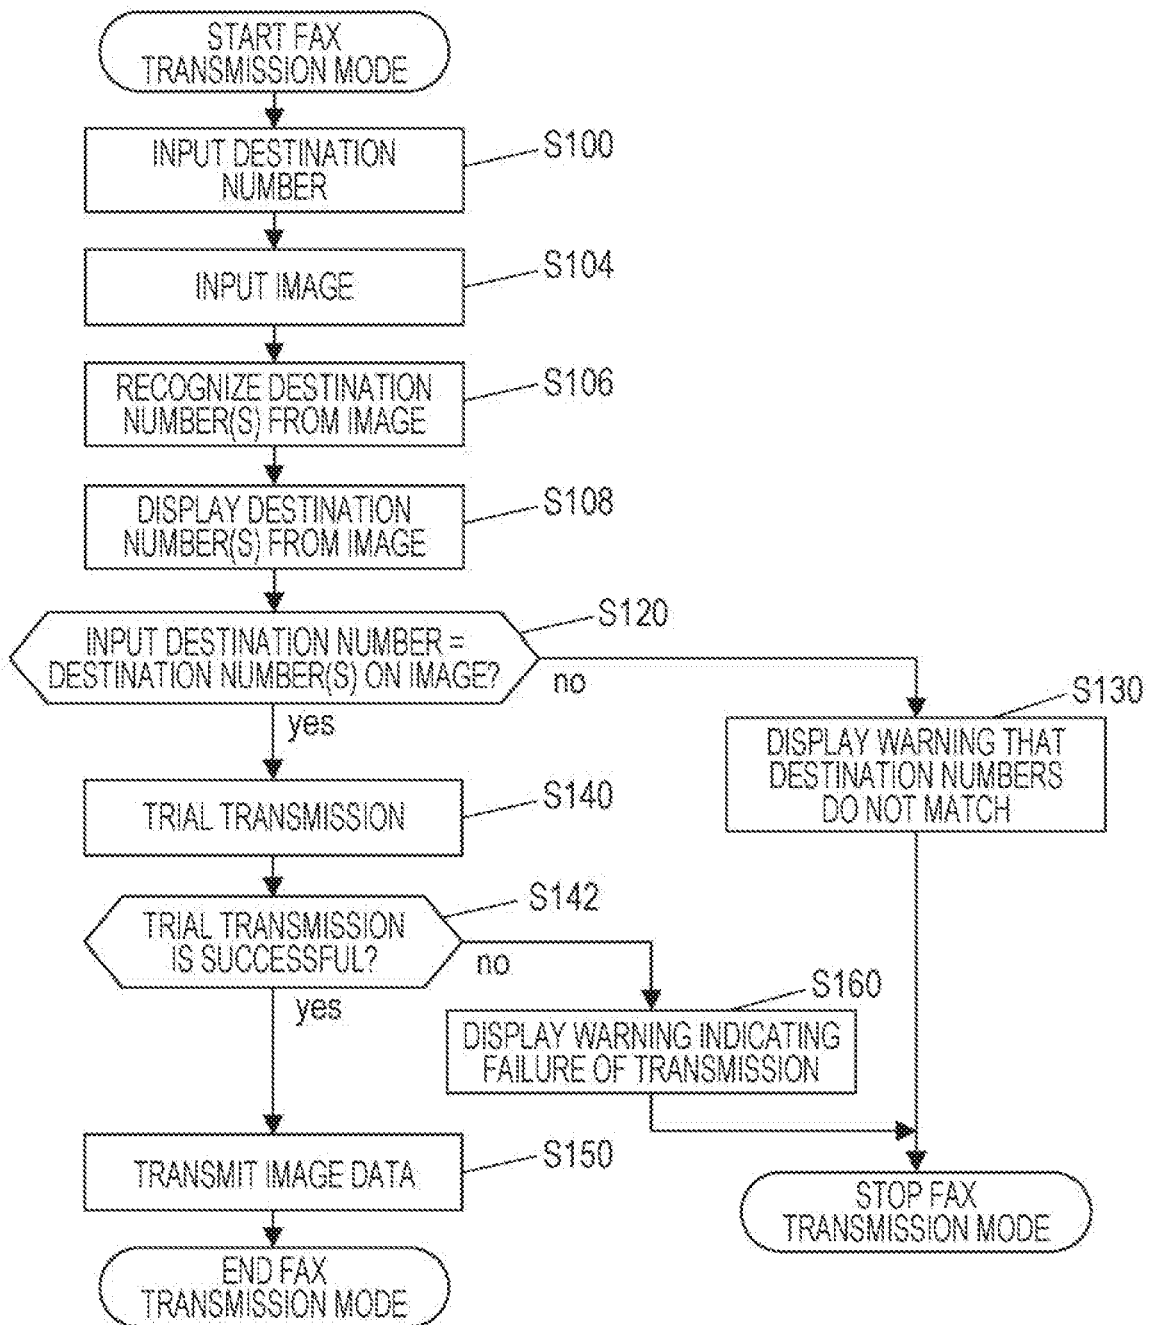 START FAX
TRANSMISSION MODE
INPUT DESTINATION
NUMBER
S100
INPUT IMAGE
S104
RECOGNIZE DESTINATION
NUMBER(S) FROM IMAGE
S106
DISPLAY DESTINATION
NUMBER(S) FROM IMAGE
S108
INPUT DESTINATION NUMBER =
DESTINATION NUMBER(S) ON IMAGE?
S120
no
yes
S130
DISPLAY WARNING THAT
DESTINATION NUMBERS
DO NOT MATCH
TRIAL TRANSMISSION
S140
TRIAL TRANSMISSION
IS SUCCESSFUL?
S142
no
yes
S160
DISPLAY WARNING INDICATING
FAILURE OF TRANSMISSION
TRANSMIT IMAGE DATA
S150
STOP FAX
TRANSMISSION MODE
END FAX
TRANSMISSION MODE